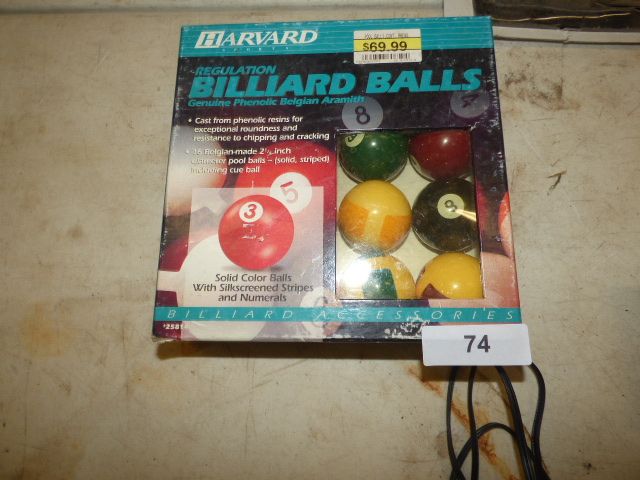 HARVARD
SPORTS
$69.99
REGULATION
BILLIARD BALLS
Genuine Phenolic Belgian Aramith
• Cast from phenolic resins for
exceptional roundness and
resistance to chipping and cracking
• 16 Belgian-made 2¼ inch
diameter pool balls – (solid, striped)
including cue ball
8
5
3
8
Solid Color Balls
With Silkscreened Stripes
and Numerals
BILLIARD ACCESSORIES
74